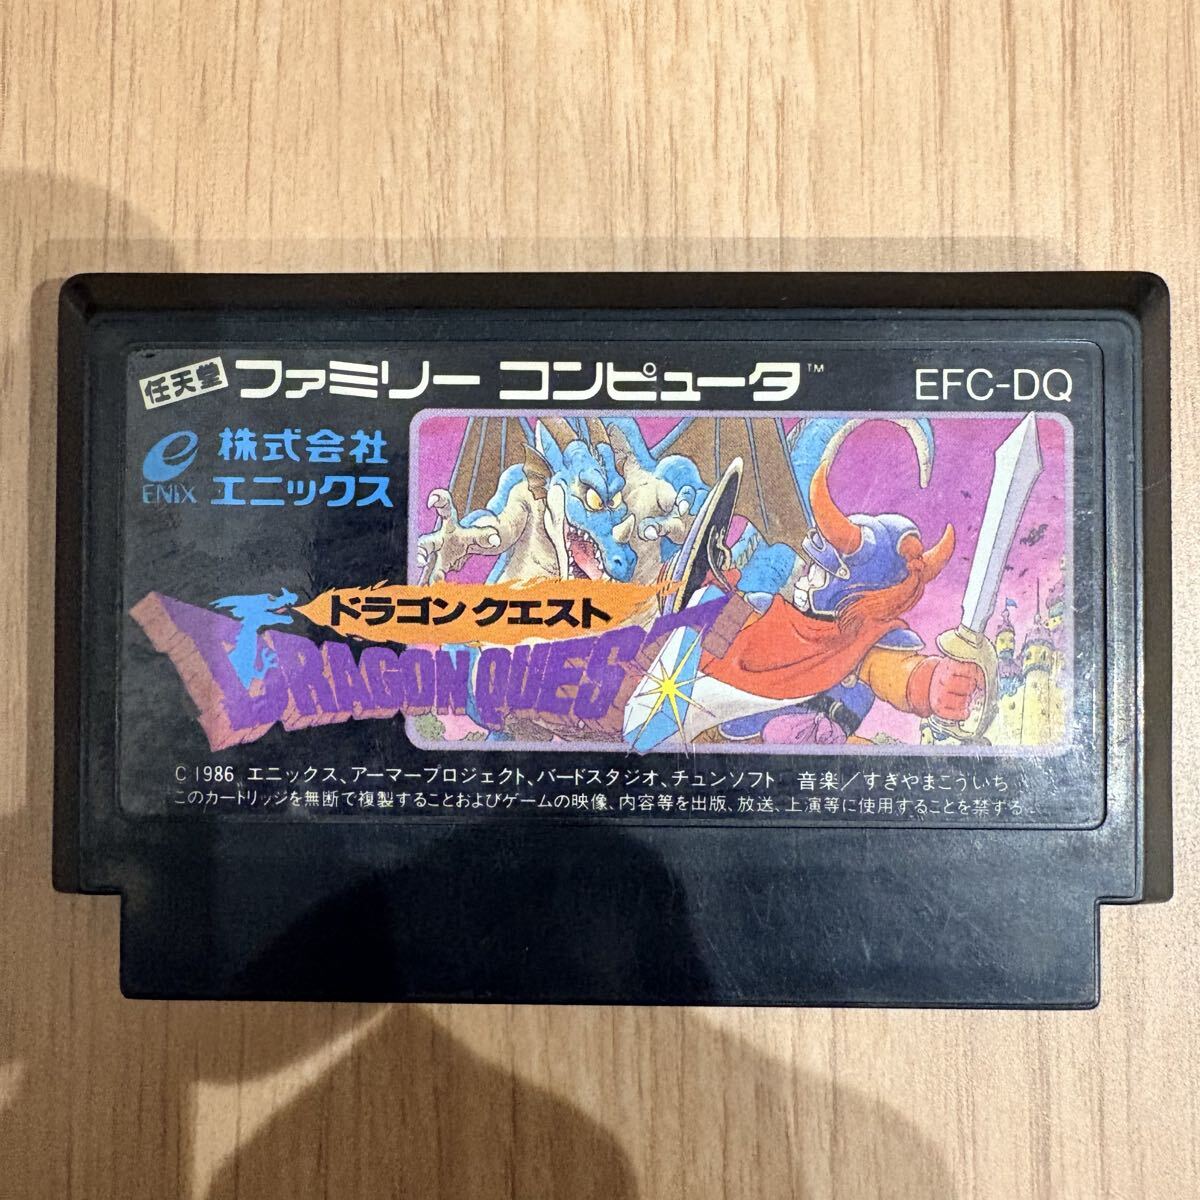 任天堂 ファミリー コンピュータ™ EFC-DQ
ENIX 株式会社
エニックス
ドラゴンクエスト
DRAGON QUEST
C 1986 エニックス、アーマープロジェクト、バードスタジオ、チュンソフト 音楽／すぎやまこういち
このカートリッジを無断で複製することおよびゲームの映像、内容等を出版、放送、上演等に使用することを禁する。